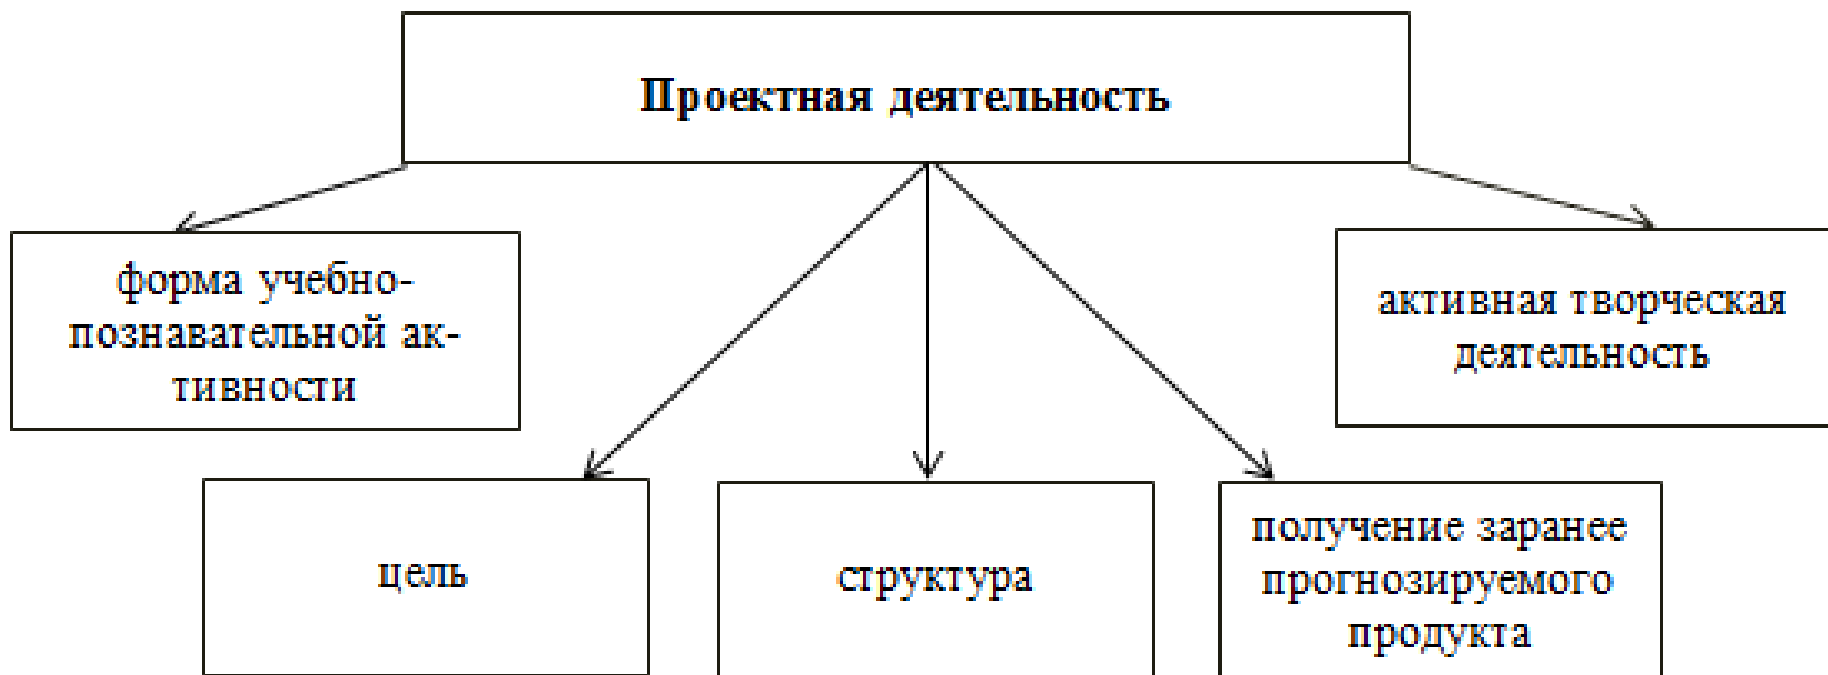 Проектная деятельность
форма учебно-
познавательной ак-
тивности
активная творческая
деятельность
цель
структура
получение заранее
прогнозируемого
продукта